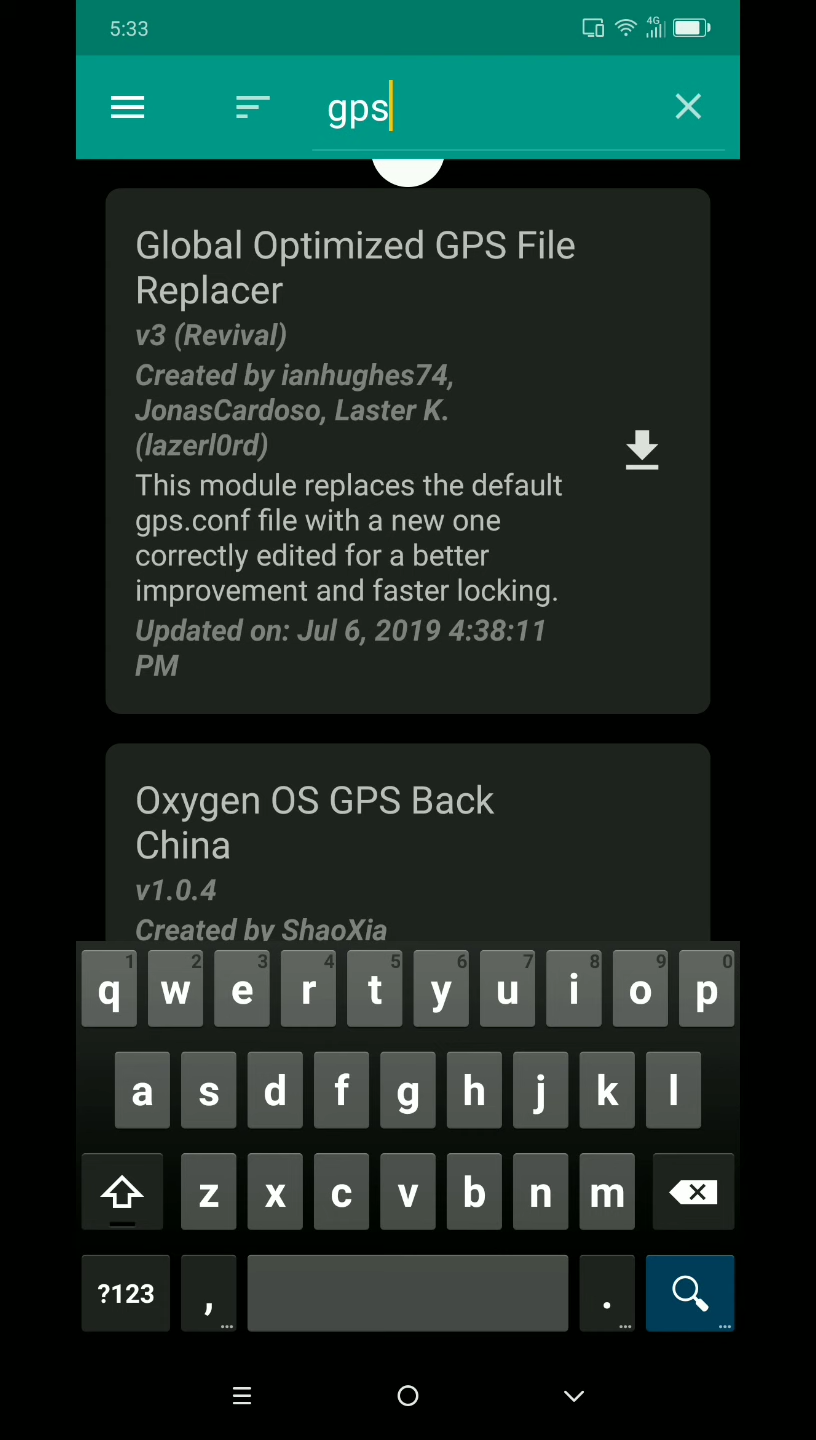 5:33
4G
gps
Global Optimized GPS File
Replacer
v3 (Revival)
Created by ianhughes74,
JonasCardoso, Laster K.
(lazerl0rd)
This module replaces the default
gps.conf file with a new one
correctly edited for a better
improvement and faster locking.
Updated on: Jul 6, 2019 4:38:11
PM
Oxygen OS GPS Back
China
v1.0.4
Created by ShaoXia
1 2 3 4 5 6 7 8 9 0
q w e r t y u i o p
a s d f g h j k l
z x c v b n m
?123 , .